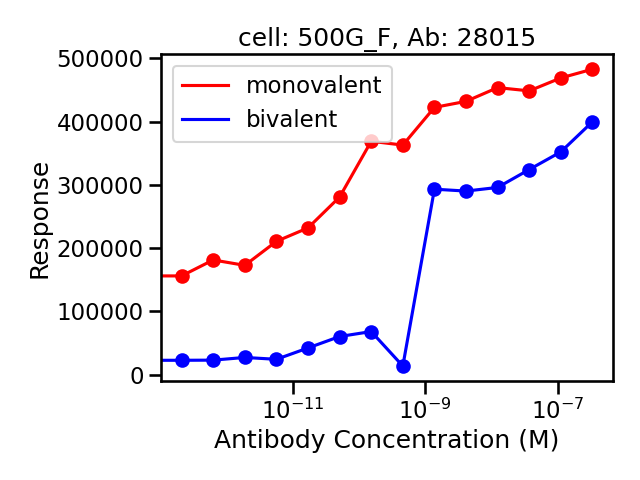 cell: 500G_F, Ab: 28015
monovalent
bivalent
500000
400000
300000
200000
100000
0
Response
10⁻¹¹ 10⁻⁹ 10⁻⁷
Antibody Concentration (M)